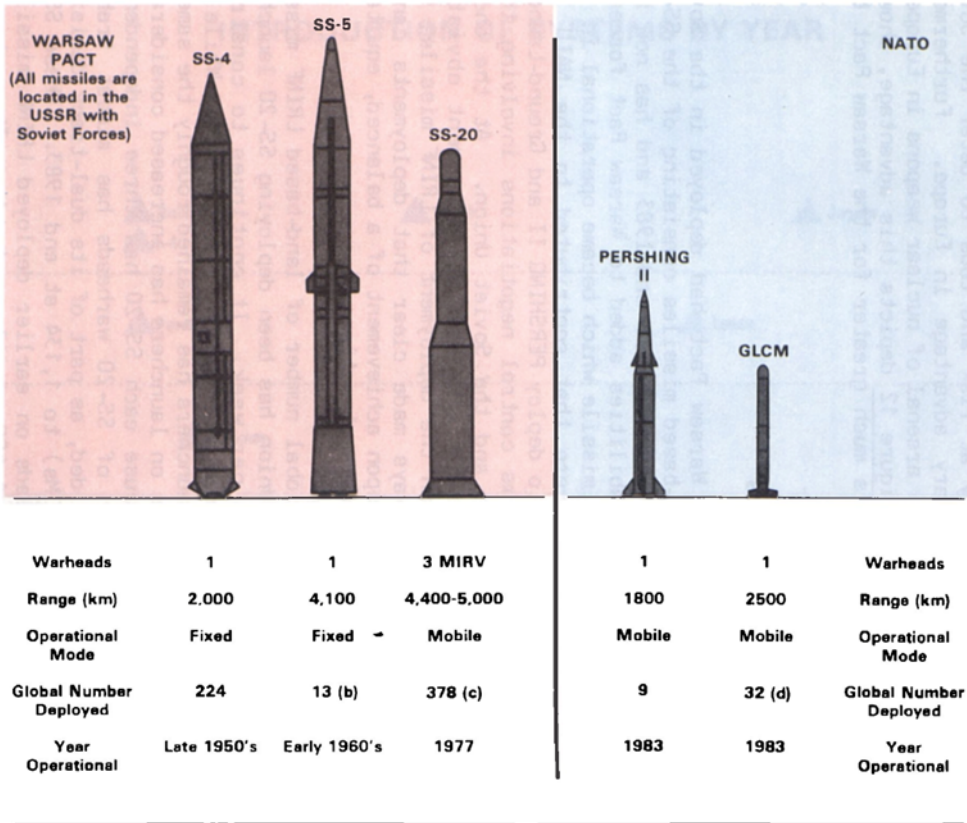 WARSAW
PACT
(All missiles are
located in the
USSR with
Soviet Forces)
SS-4
SS-5
SS-20
NATO
PERSHING
II
GLCM
Warheads 1 1 3 MIRV 1 1 Warheads
Range (km) 2,000 4,100 4,400-5,000 1800 2500 Range (km)
Operational Fixed Fixed Mobile Mobile Mobile Operational
Mode Mode
Global Number 224 13 (b) 378 (c) 9 32 (d) Global Number
Deployed Deployed
Year Late 1950's Early 1960's 1977 1983 1983 Year
Operational Operational